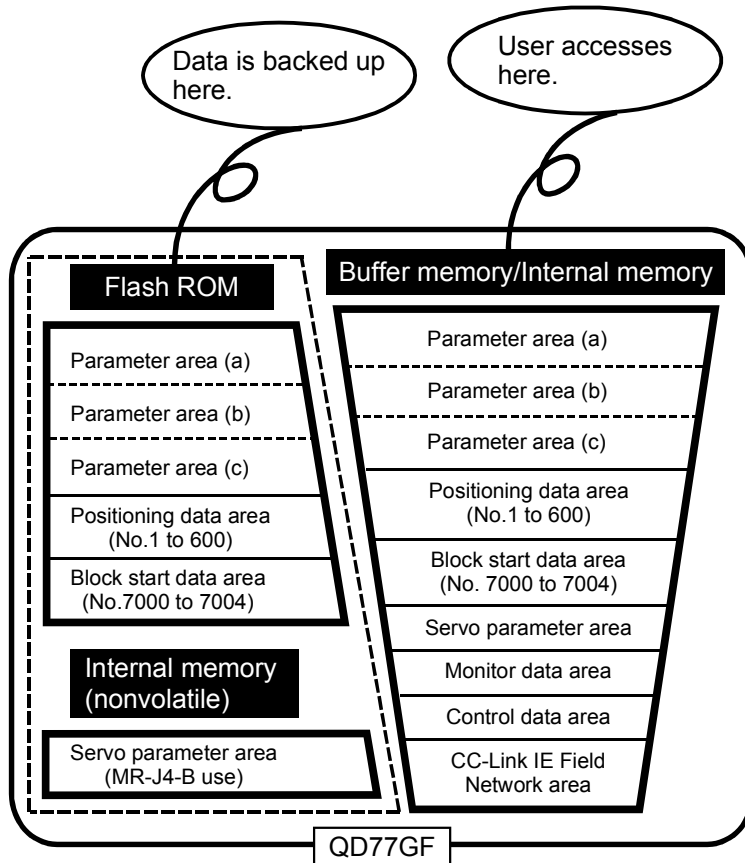 Data is backed up
here.
User accesses
here.
Flash ROM
Parameter area (a)
Parameter area (b)
Parameter area (c)
Positioning data area
(No.1 to 600)
Block start data area
(No.7000 to 7004)
Internal memory
(nonvolatile)
Servo parameter area
(MR-J4-B use)
Buffer memory/Internal memory
Parameter area (a)
Parameter area (b)
Parameter area (c)
Positioning data area
(No.1 to 600)
Block start data area
(No. 7000 to 7004)
Servo parameter area
Monitor data area
Control data area
CC-Link IE Field
Network area
QD77GF